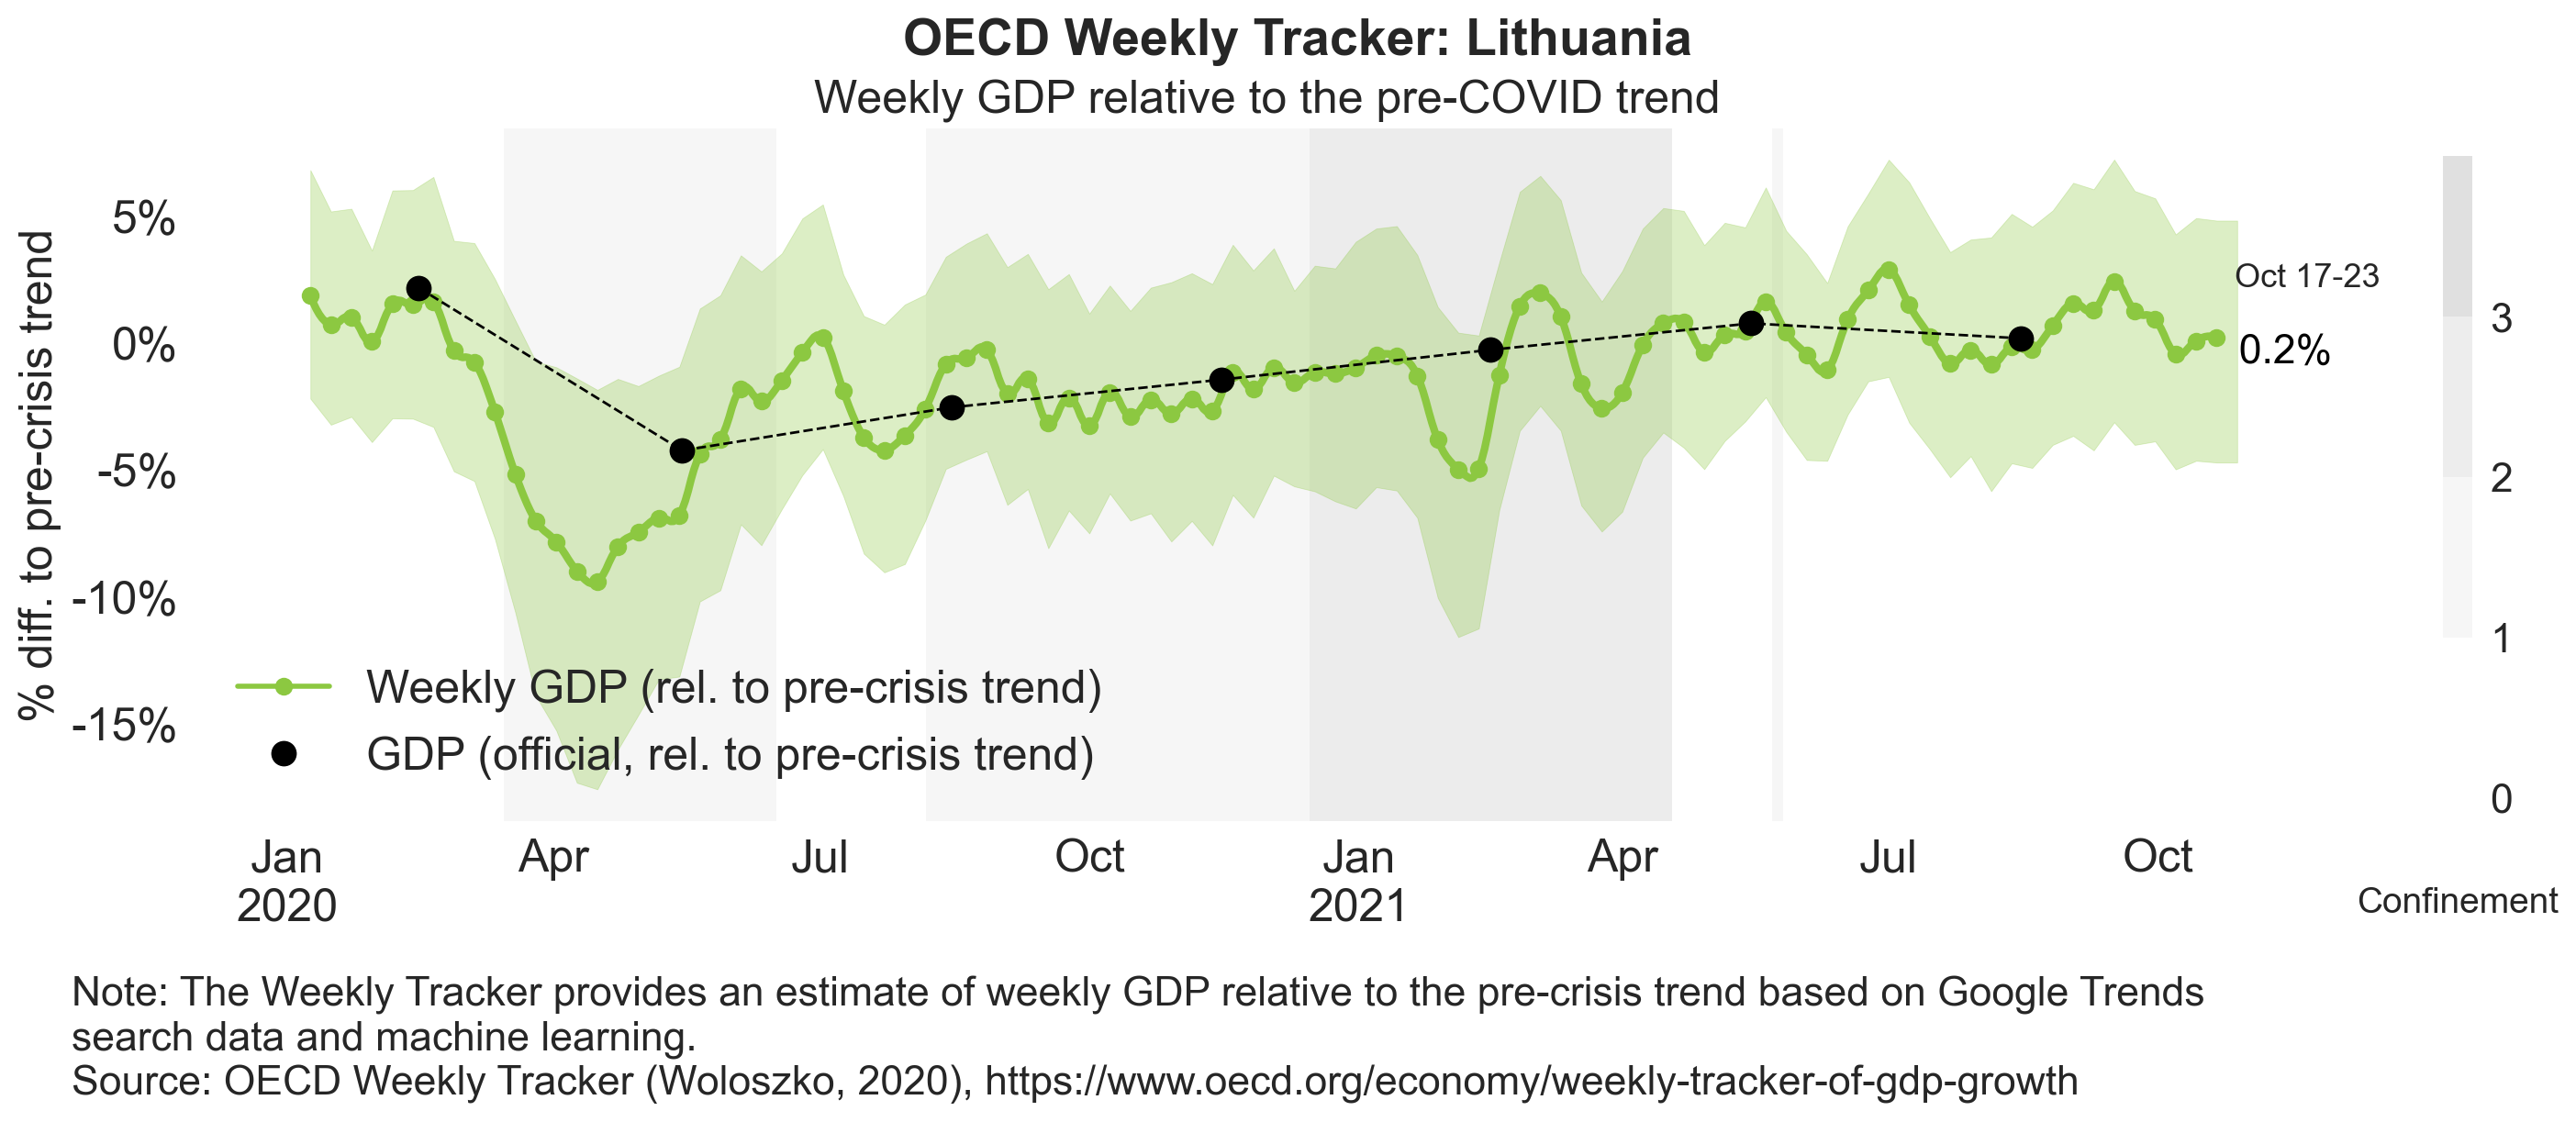 OECD Weekly Tracker: Lithuania
Weekly GDP relative to the pre-COVID trend
% diff. to pre-crisis trend
5%
0%
-5%
-10%
-15%
Oct 17-23
0.2%
3
2
1
0
Confinement
Weekly GDP (rel. to pre-crisis trend)
GDP (official, rel. to pre-crisis trend)
Jan Apr Jul Oct Jan Apr Jul Oct
2020 2021
Note: The Weekly Tracker provides an estimate of weekly GDP relative to the pre-crisis trend based on Google Trends
search data and machine learning.
Source: OECD Weekly Tracker (Woloszko, 2020), https://www.oecd.org/economy/weekly-tracker-of-gdp-growth